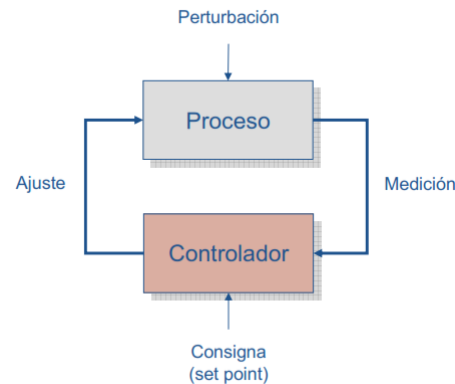 Perturbación
Proceso
Ajuste
Medición
Controlador
Consigna
(set point)